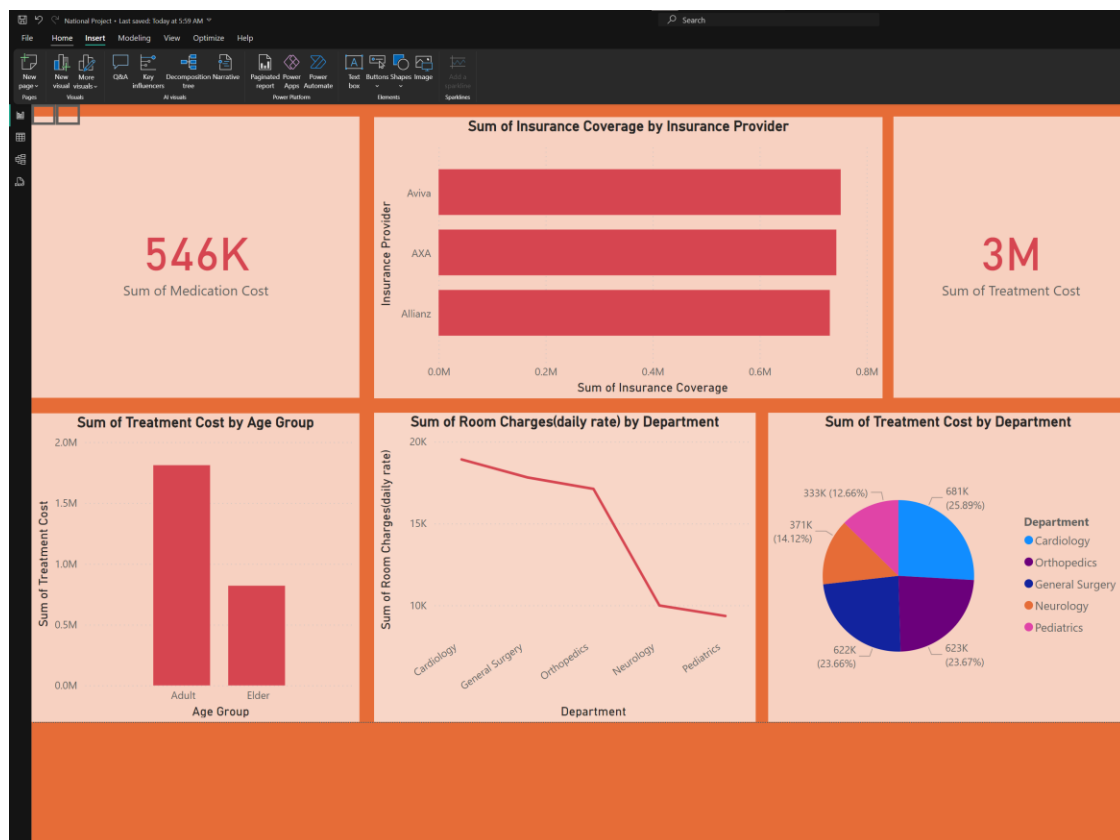 National Project • Last saved: Today at 5:59 AM
Search
File Home Insert Modeling View Optimize Help
New page
New visual
More visuals
Q&A
Key influencers
Decomposition tree
Narrative
Paginated report
Power Apps
Power Automate
Text box
Buttons
Shapes
Image
Add a sparkline
Pages
Visuals
AI visuals
Power Platform
Elements
Sparklines
546K
Sum of Medication Cost
Sum of Insurance Coverage by Insurance Provider
Insurance Provider
Aviva
AXA
Allianz
0.0M 0.2M 0.4M 0.6M 0.8M
Sum of Insurance Coverage
3M
Sum of Treatment Cost
Sum of Treatment Cost by Age Group
Sum of Treatment Cost
2.0M
1.5M
1.0M
0.5M
0.0M
Adult Elder
Age Group
Sum of Room Charges(daily rate) by Department
Sum of Room Charges(daily rate)
20K
15K
10K
Cardiology
General Surgery
Orthopedics
Neurology
Pediatrics
Department
Sum of Treatment Cost by Department
333K (12.66%)
681K
(25.89%)
371K
(14.12%)
622K
(23.66%)
623K
(23.67%)
Department
Cardiology
Orthopedics
General Surgery
Neurology
Pediatrics